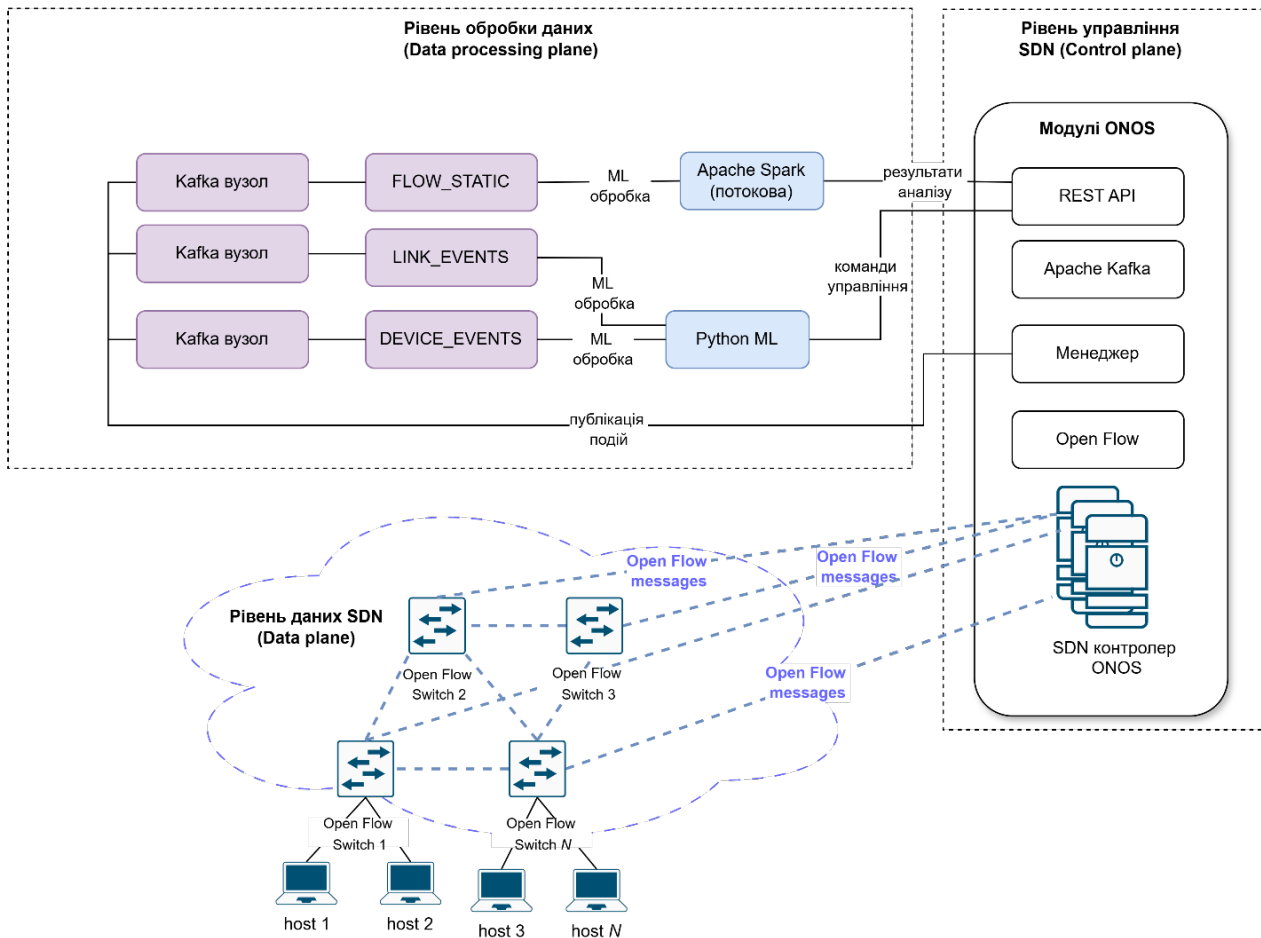 Рівень обробки даних
(Data processing plane)
Рівень управління
SDN (Control plane)
Модулі ONOS
Kafka вузол
FLOW_STATIC
ML
обробка
Apache Spark
(потокова)
результати
аналізу
REST API
Kafka вузол
LINK_EVENTS
ML
обробка
команди
управління
Apache Kafka
Kafka вузол
DEVICE_EVENTS
ML
обробка
Python ML
Менеджер
публікація
подій
Open Flow
Open Flow
messages
Open Flow
messages
Рівень даних SDN
(Data plane)
Open Flow
Switch 2
Open Flow
Switch 3
Open Flow
messages
SDN контролер
ONOS
Open Flow
Switch 1
Open Flow
Switch N
host 1
host 2
host 3
host N